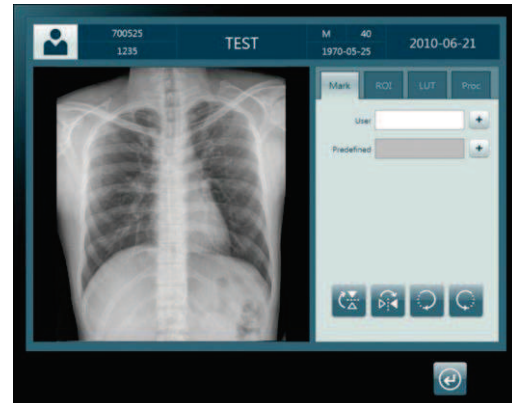 700525
1235
TEST
M 40
1970-05-25
2010-06-21
Mark ROI LUT Proc
User
Predefined